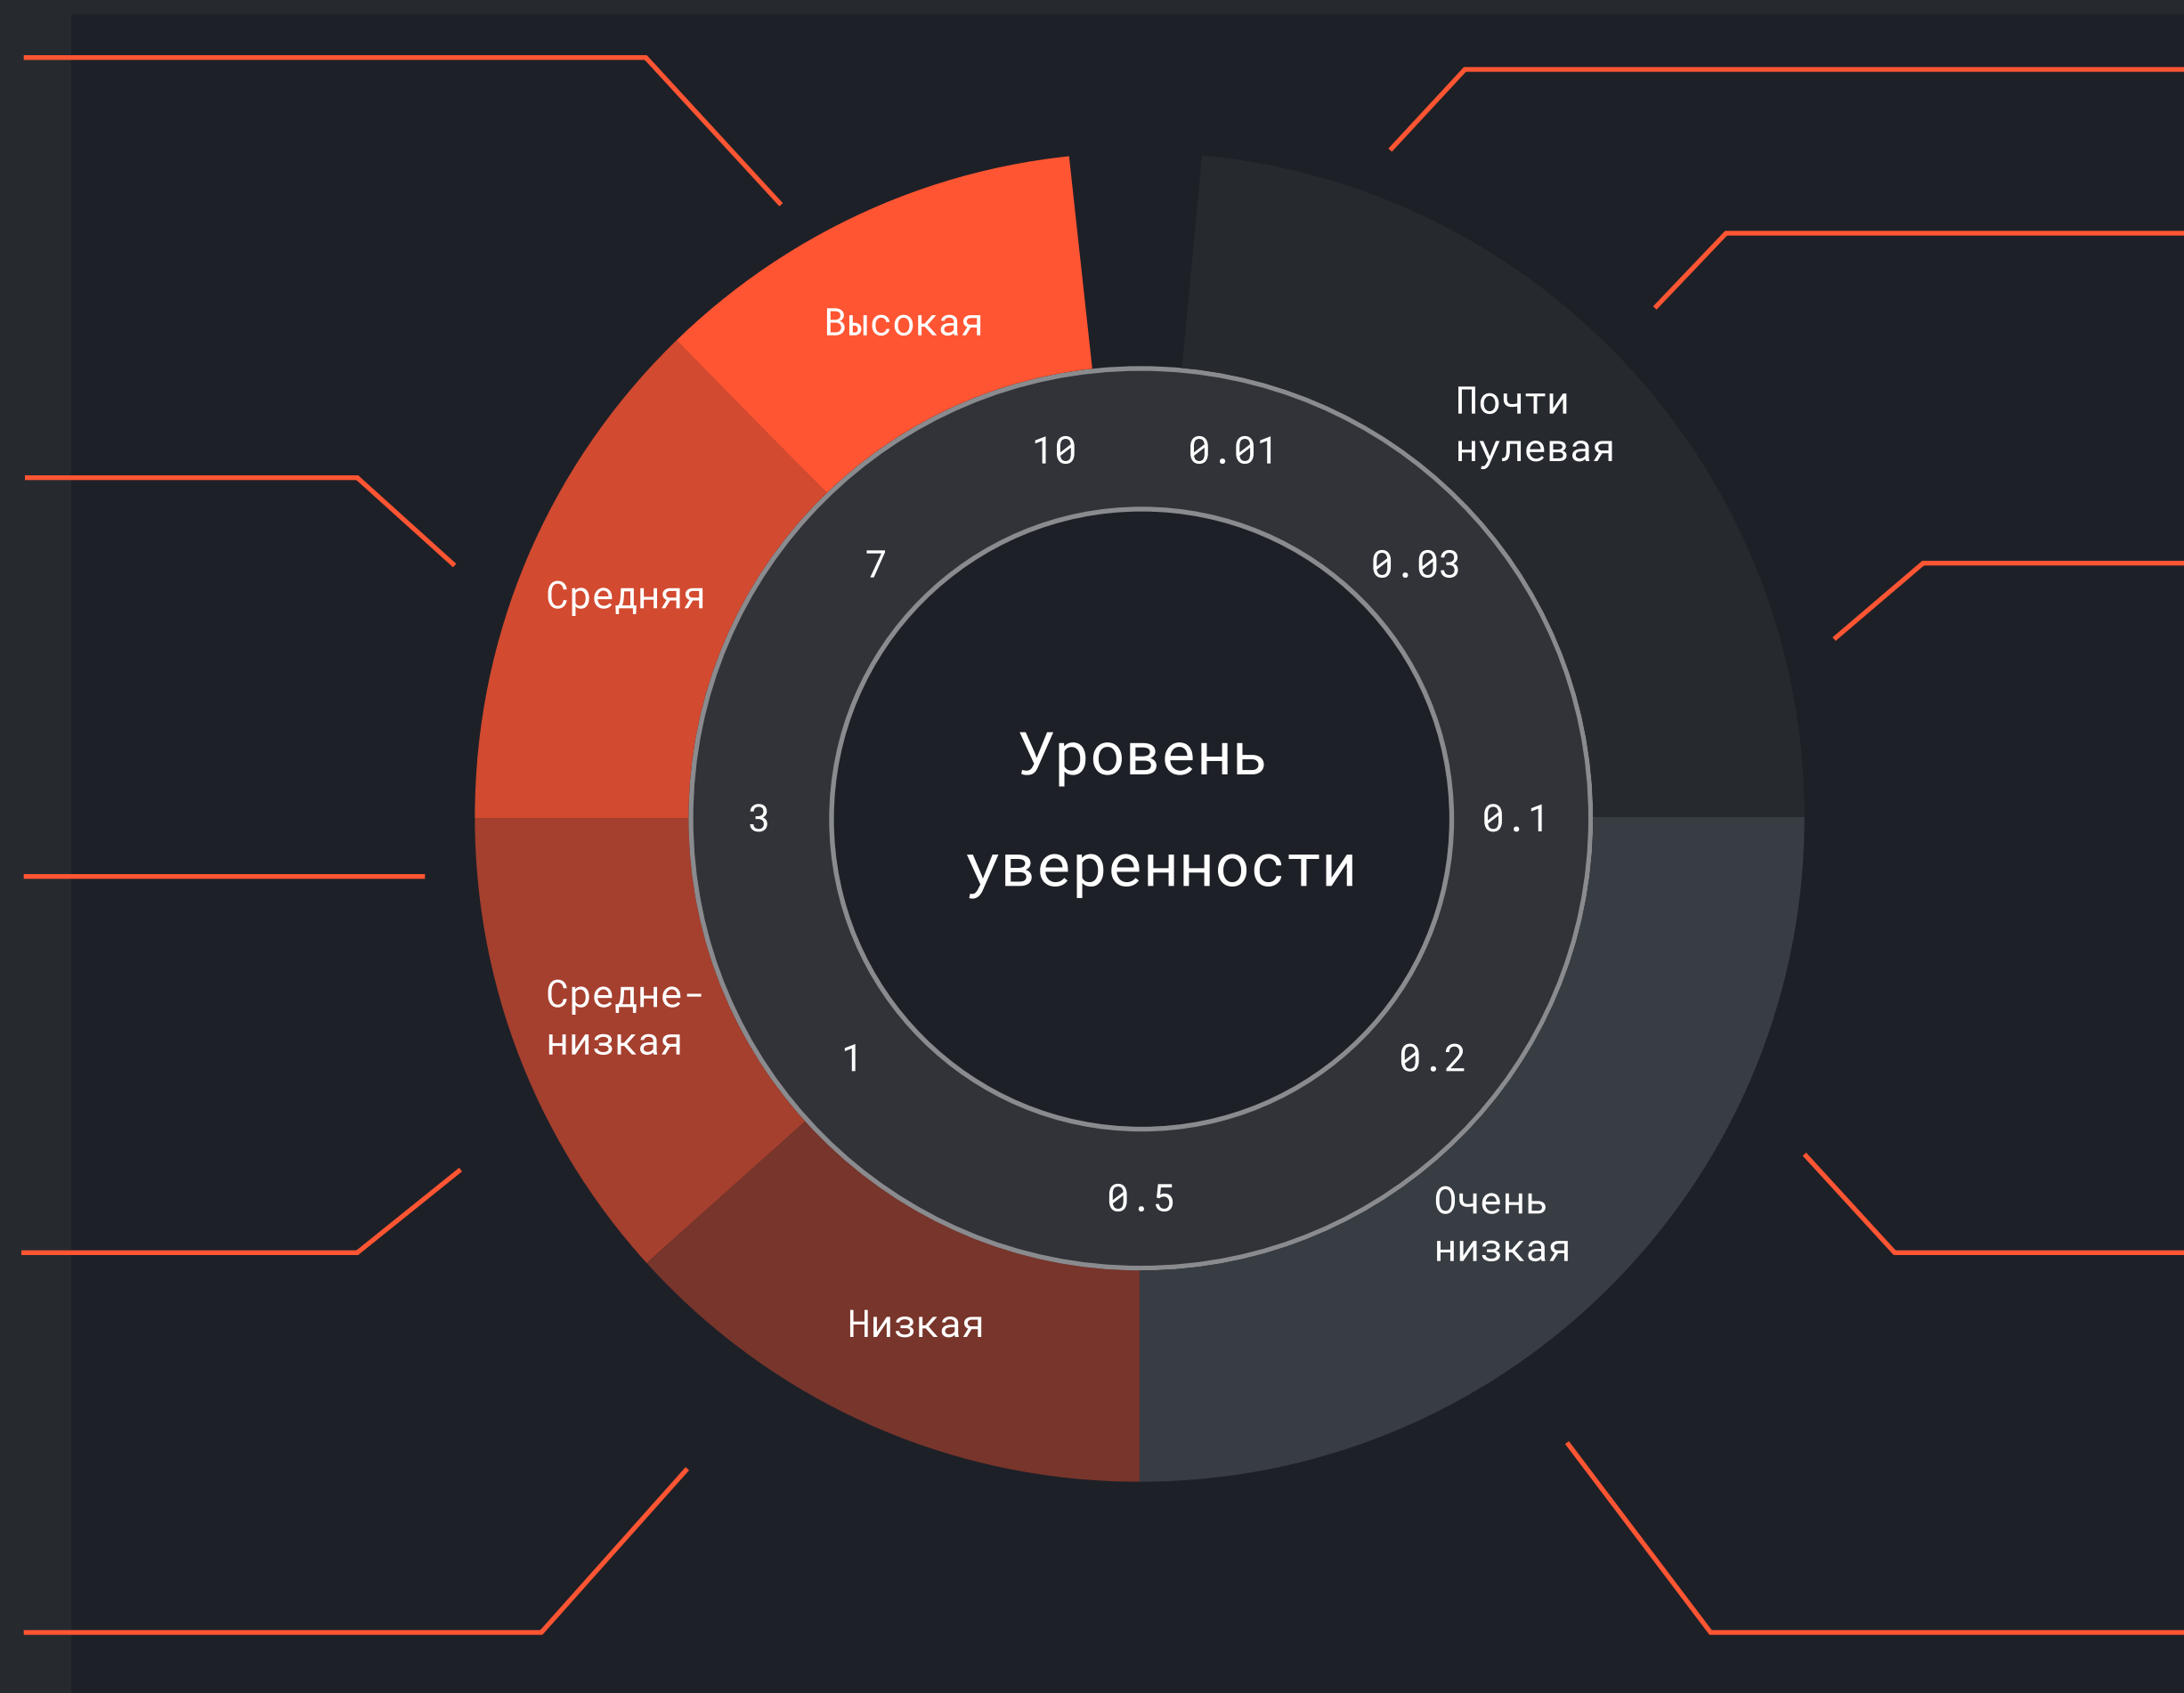 Высокая
Почти
нулевая
10
0.01
7
0.03
Средняя
Уровень
уверенности
3
0.1
Средне-
низкая
1
0.2
0.5
Очень
низкая
Низкая